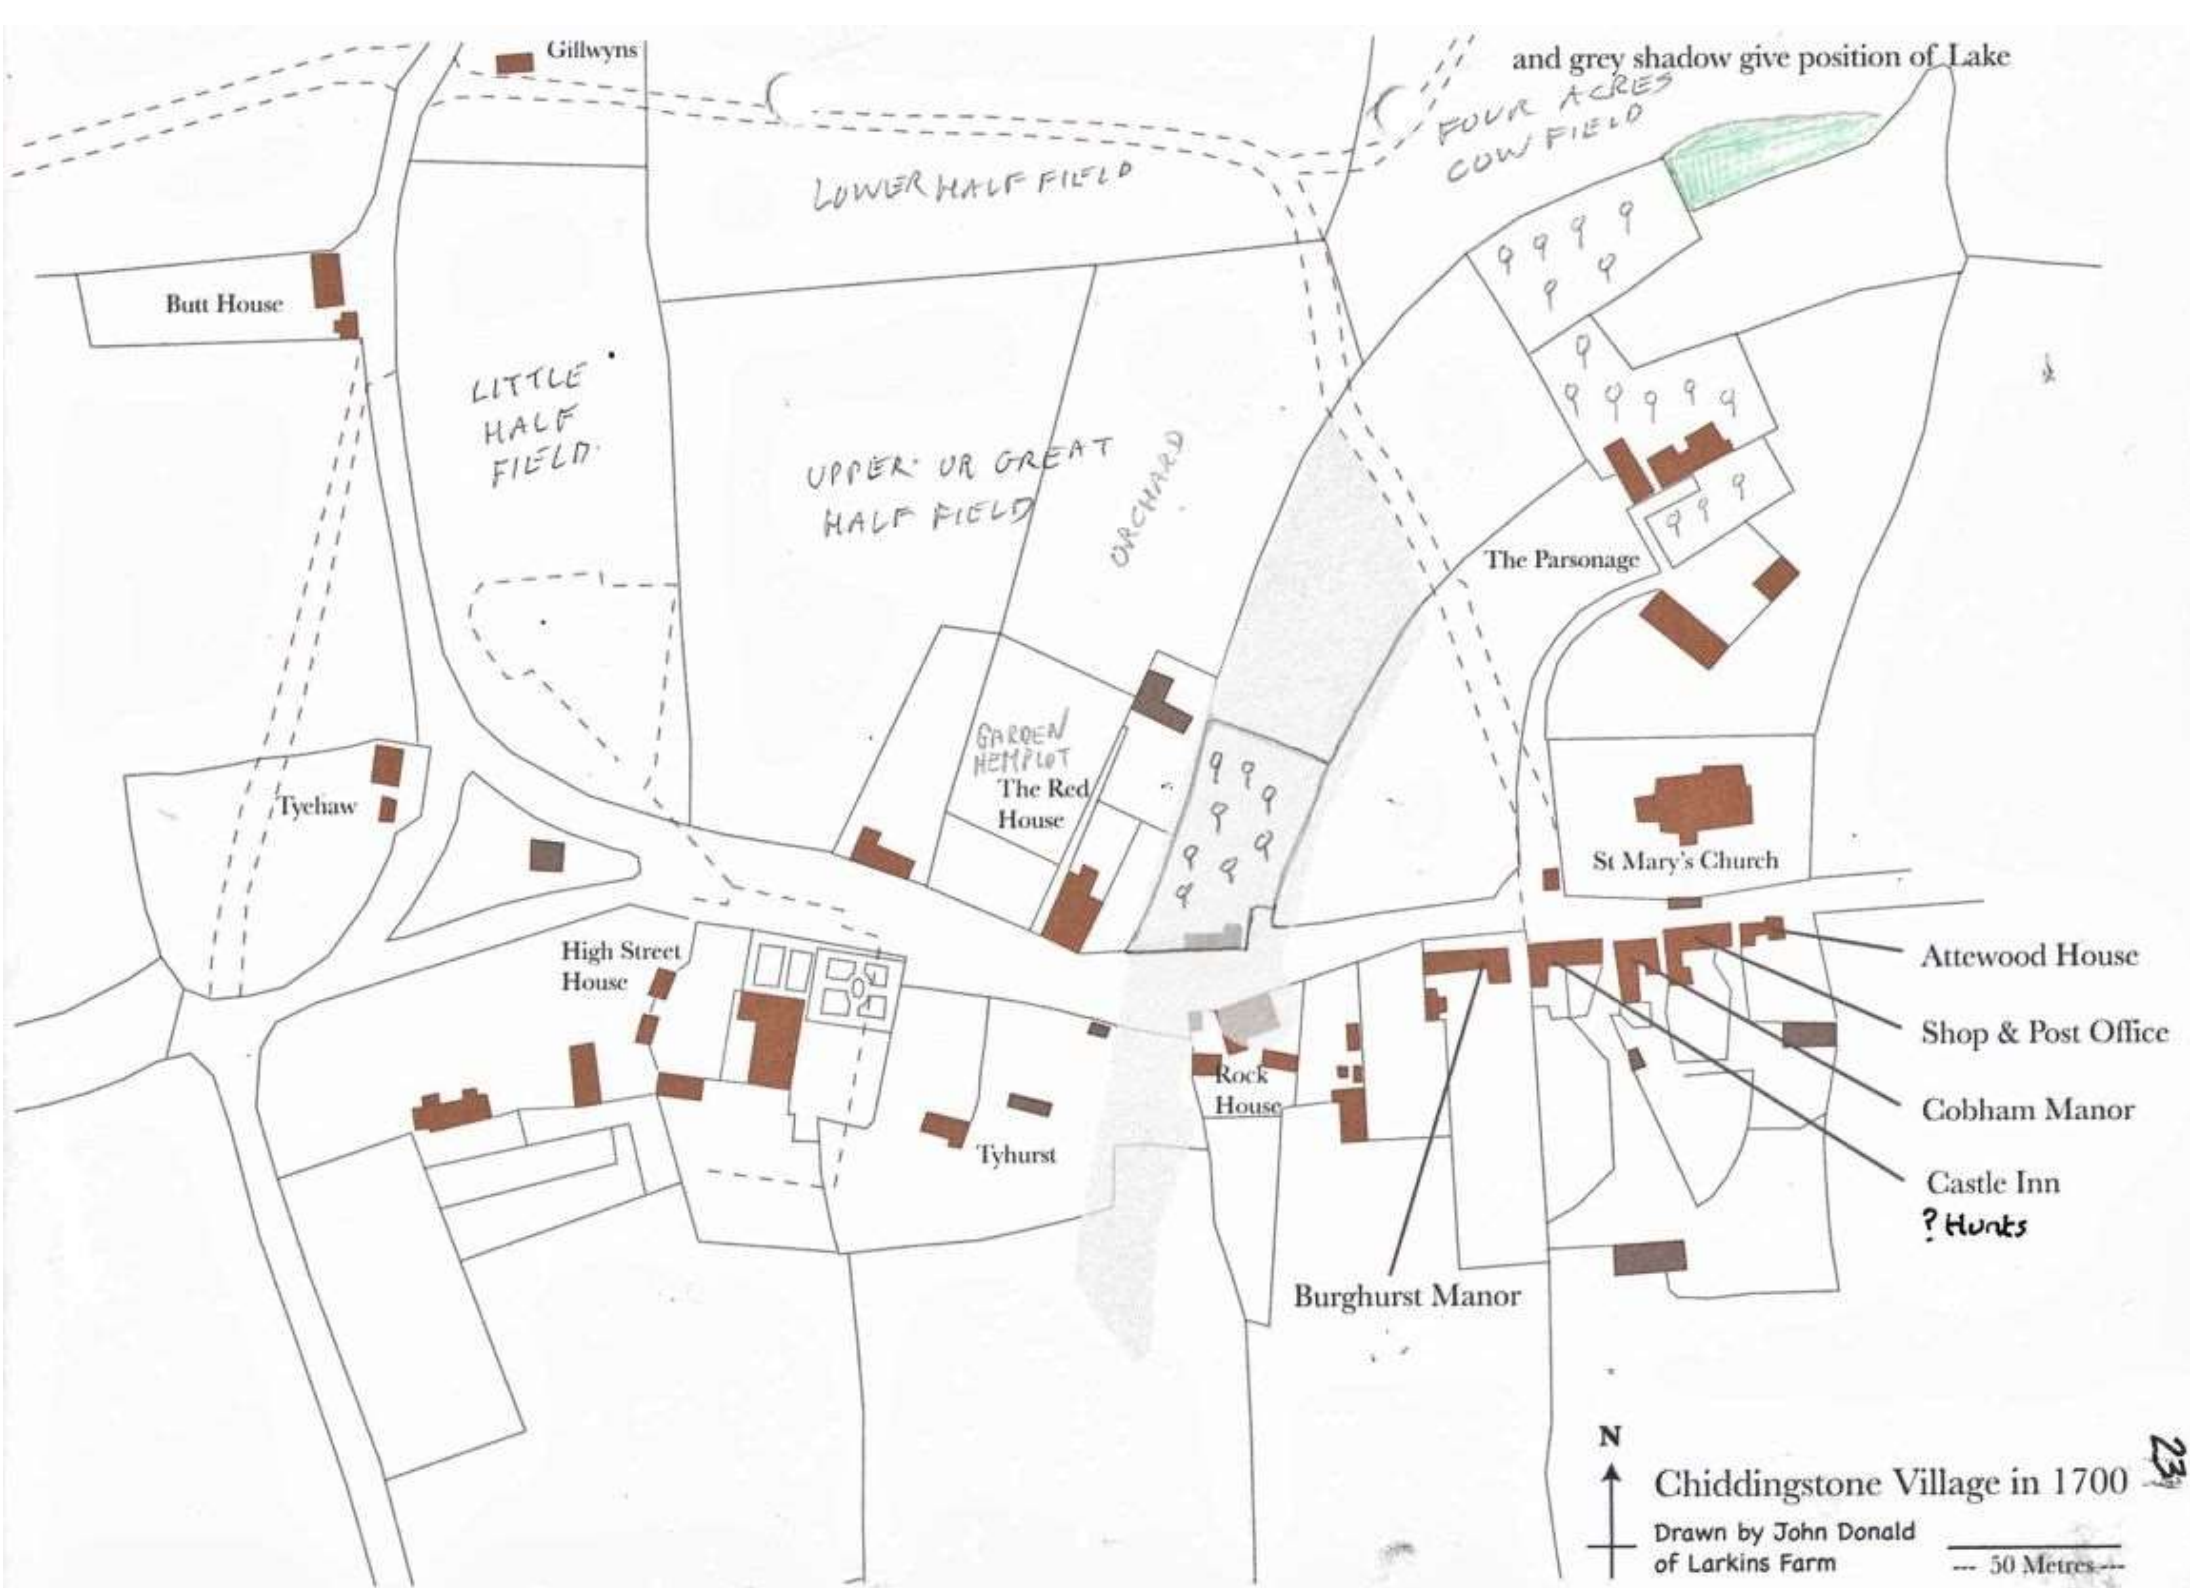 Gillwyns
and grey shadow give position of Lake
FOUR ACRES
COW FIELD
LOWER HALF FIELD
Butt House
LITTLE
HALF
FIELD.
UPPER. OR GREAT
HALF FIELD
ORCHARD
The Parsonage
GARDEN
HEMPLOT
The Red
House
Tyehaw
St Mary's Church
High Street
House
Attewood House
Shop & Post Office
Rock
House
Cobham Manor
Tyhurst
Castle Inn
? Hunts
Burghurst Manor
N
Chiddingstone Village in 1700
23
Drawn by John Donald
of Larkins Farm
--- 50 Metres---